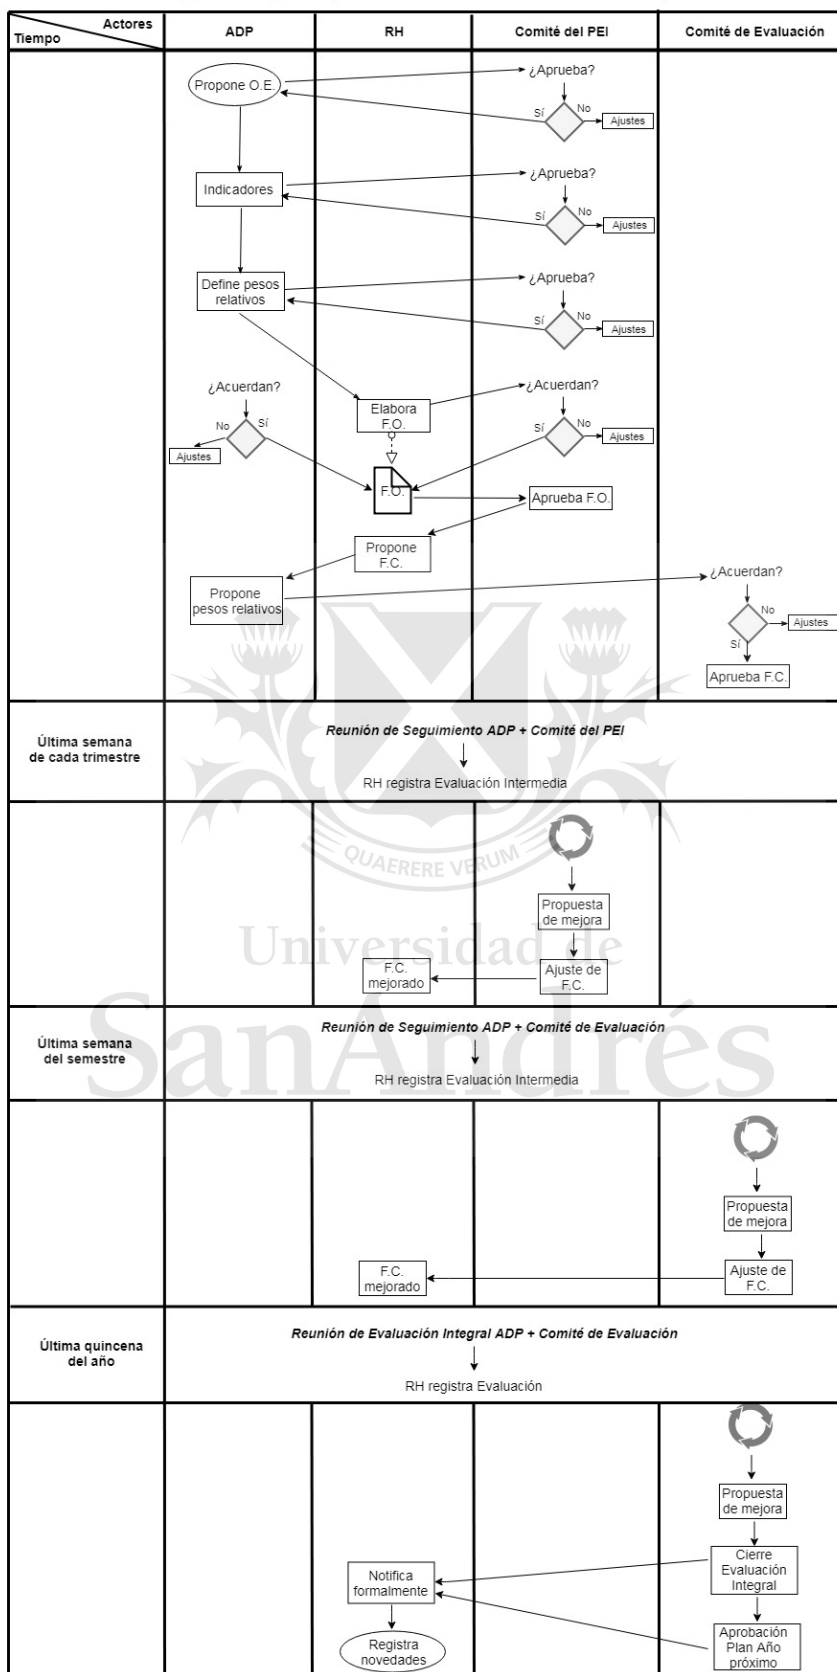 Actores
Tiempo
ADP
RH
Comité del PEI
Comité de Evaluación
Propone O.E.
¿Aprueba?
Sí
No
Ajustes
Indicadores
¿Aprueba?
Sí
No
Ajustes
Define pesos
relativos
¿Aprueba?
Sí
No
Ajustes
¿Acuerdan?
No
Sí
Ajustes
Elabora
F.O.
¿Acuerdan?
Sí
No
Ajustes
F.O.
Aprueba F.O.
Propone
F.C.
Propone
pesos relativos
¿Acuerdan?
No
Ajustes
Sí
Aprueba F.C.
Última semana
de cada trimestre
Reunión de Seguimiento ADP + Comité del PEI
RH registra Evaluación Intermedia
QUAERERE VERUM
Propuesta
de mejora
Universidad de
Ajuste de
F.C.
F.C.
mejorado
SanAndrés
Última semana
del semestre
Reunión de Seguimiento ADP + Comité de Evaluación
RH registra Evaluación Intermedia
Propuesta
de mejora
Ajuste de
F.C.
F.C.
mejorado
Última quincena
del año
Reunión de Evaluación Integral ADP + Comité de Evaluación
RH registra Evaluación
Propuesta
de mejora
Cierre
Evaluación
Integral
Notifica
formalmente
Aprobación
Plan Año
próximo
Registra
novedades